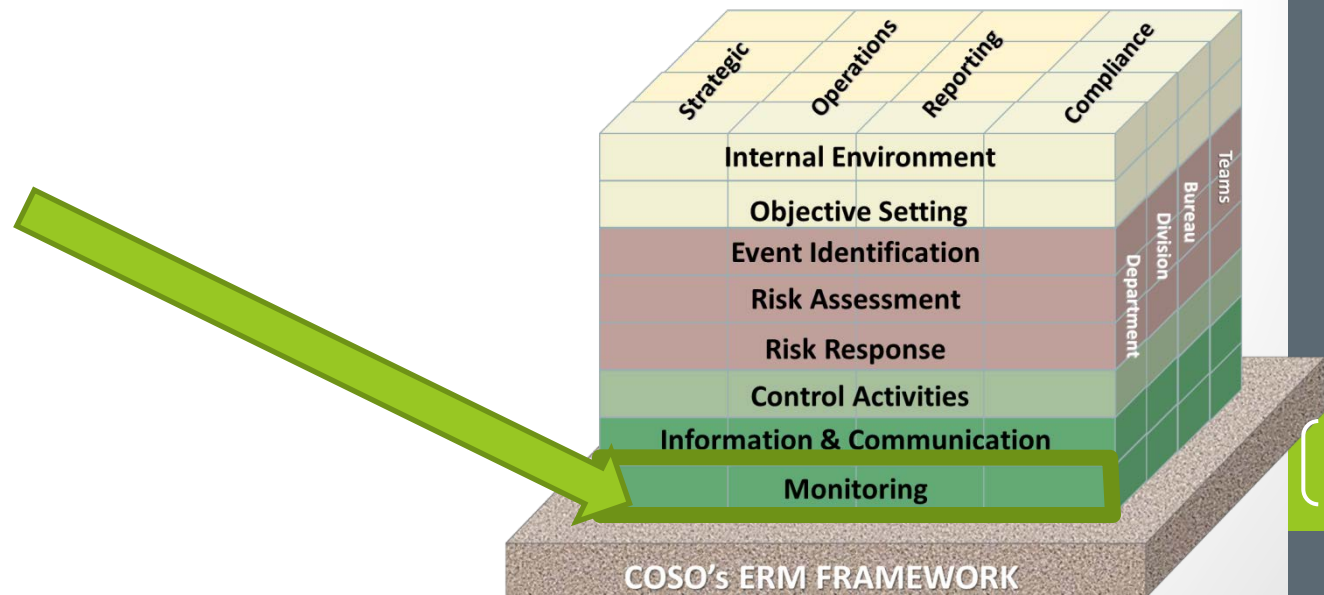 Strategic
Operations
Reporting
Compliance
Internal Environment
Objective Setting
Event Identification
Risk Assessment
Risk Response
Control Activities
Information & Communication
Monitoring
Department
Division
Bureau
Teams
COSO's ERM FRAMEWORK